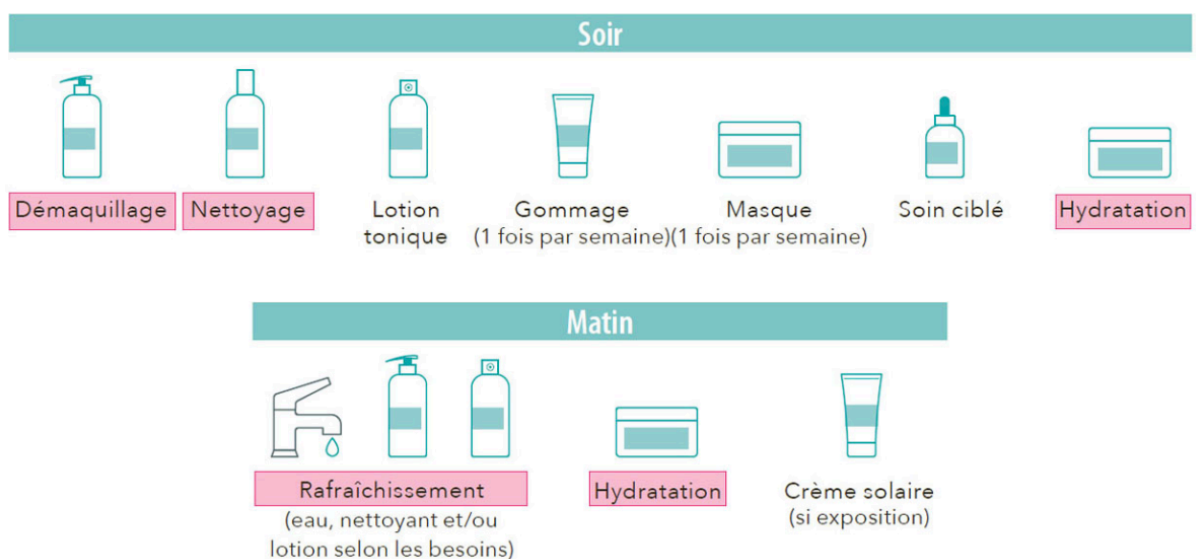 Soir
Démaquillage
Nettoyage
Lotion
tonique
Gommage
(1 fois par semaine)
Masque
(1 fois par semaine)
Soin ciblé
Hydratation
Matin
Rafraîchissement
(eau, nettoyant et/ou
lotion selon les besoins)
Hydratation
Crème solaire
(si exposition)